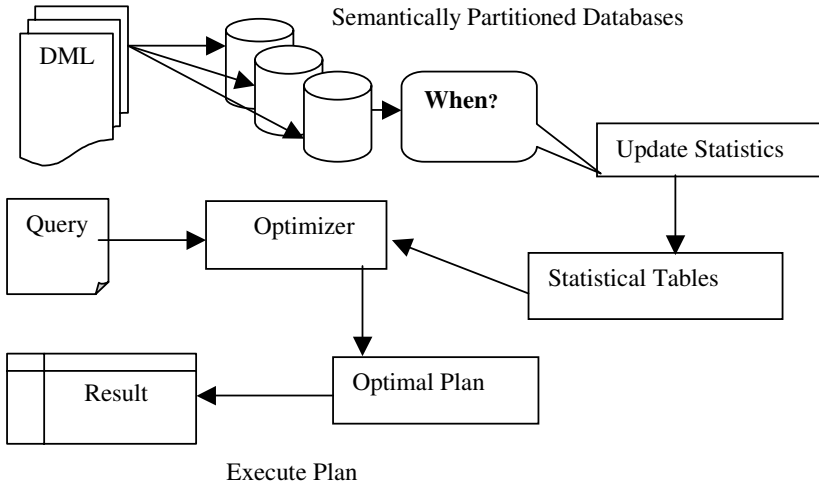 Semantically Partitioned Databases
DML
When?
Update Statistics
Query
Optimizer
Statistical Tables
Result
Optimal Plan
Execute Plan